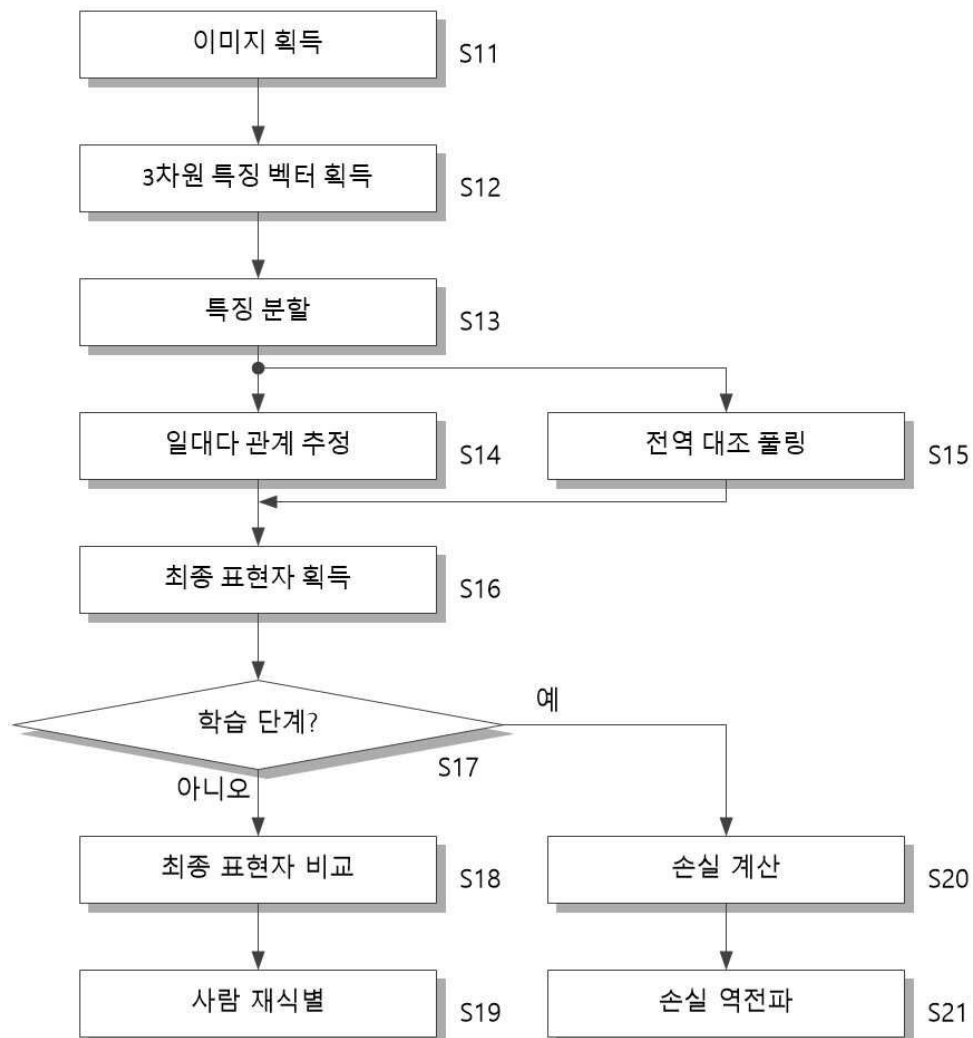 이미지 획득
S11
3차원 특징 벡터 획득
S12
특징 분할
S13
일대다 관계 추정
S14
전역 대조 풀링
S15
최종 표현자 획득
S16
학습 단계?
예
S17
아니오
최종 표현자 비교
S18
손실 계산
S20
사람 재식별
S19
손실 역전파
S21